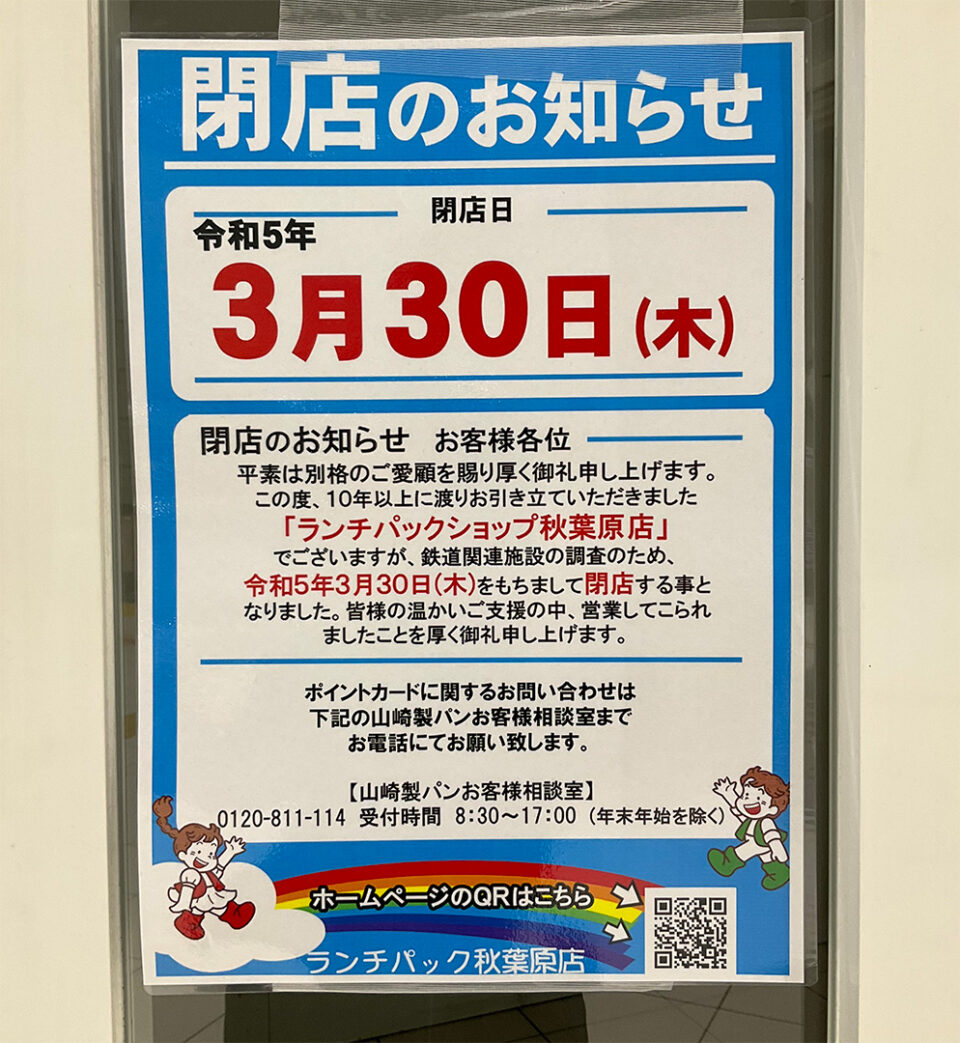 閉店のお知らせ
閉店日
令和5年
3月30日(木)
閉店のお知らせ お客様各位
平素は別格のご愛顧を賜り厚く御礼申し上げます。
この度、10年以上に渡りお引き立ていただきました
「ランチパックショップ秋葉原店」
でございますが、鉄道関連施設の調査のため、
令和5年3月30日(木)をもちまして閉店する事と
なりました。皆様の温かいご支援の中、営業してこられ
ましたことを厚く御礼申し上げます。
ポイントカードに関するお問い合わせは
下記の山崎製パンお客様相談室まで
お電話にてお願い致します。
【山崎製パンお客様相談室】
0120-811-114 受付時間 8:30〜17:00 (年末年始を除く)
ホームページのQRはこちら
ランチパック秋葉原店